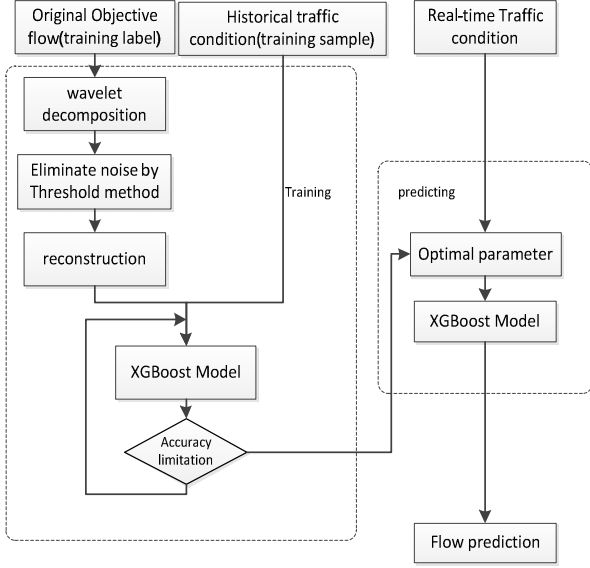 Original Objective
flow(training label)
Historical traffic
condition(training sample)
Real-time Traffic
condition
wavelet
decomposition
Eliminate noise by
Threshold method
Training
predicting
reconstruction
Optimal parameter
XGBoost Model
XGBoost Model
Accuracy
limitation
Flow prediction